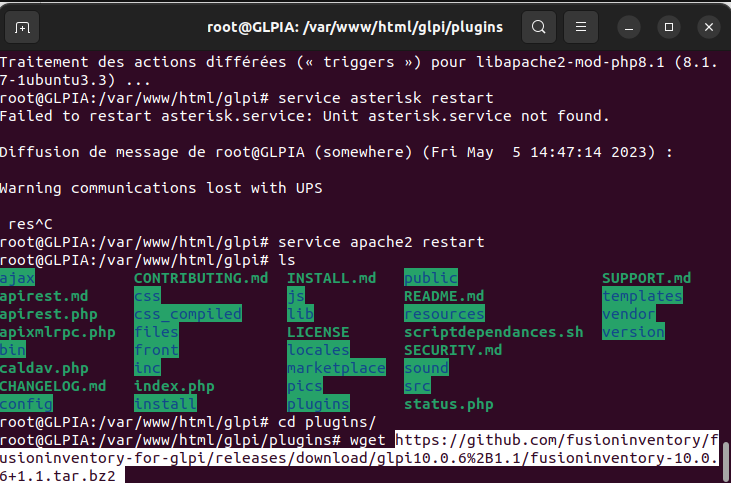 root@GLPIA: /var/www/html/glpi/plugins
Traitement des actions différées (« triggers ») pour libapache2-mod-php8.1 (8.1.
7-1ubuntu3.3) ...
root@GLPIA:/var/www/html/glpi# service asterisk restart
Failed to restart asterisk.service: Unit asterisk.service not found.
Diffusion de message de root@GLPIA (somewhere) (Fri May  5 14:47:14 2023) :
Warning communications lost with UPS
res^C
root@GLPIA:/var/www/html/glpi# service apache2 restart
root@GLPIA:/var/www/html/glpi# ls
ajax CONTRIBUTING.md INSTALL.md public SUPPORT.md
apirest.md css js README.md templates
apirest.php css_compiled lib resources vendor
apixmlrpc.php files LICENSE scriptdependances.sh version
bin front locales SECURITY.md
caldav.php inc marketplace sound
CHANGELOG.md index.php pics src
config install plugins status.php
root@GLPIA:/var/www/html/glpi# cd plugins/
root@GLPIA:/var/www/html/glpi/plugins# wget https://github.com/fusioninventory/f
usioninventory-for-glpi/releases/download/glpi10.0.6%2B1.1/fusioninventory-10.0.
6+1.1.tar.bz2